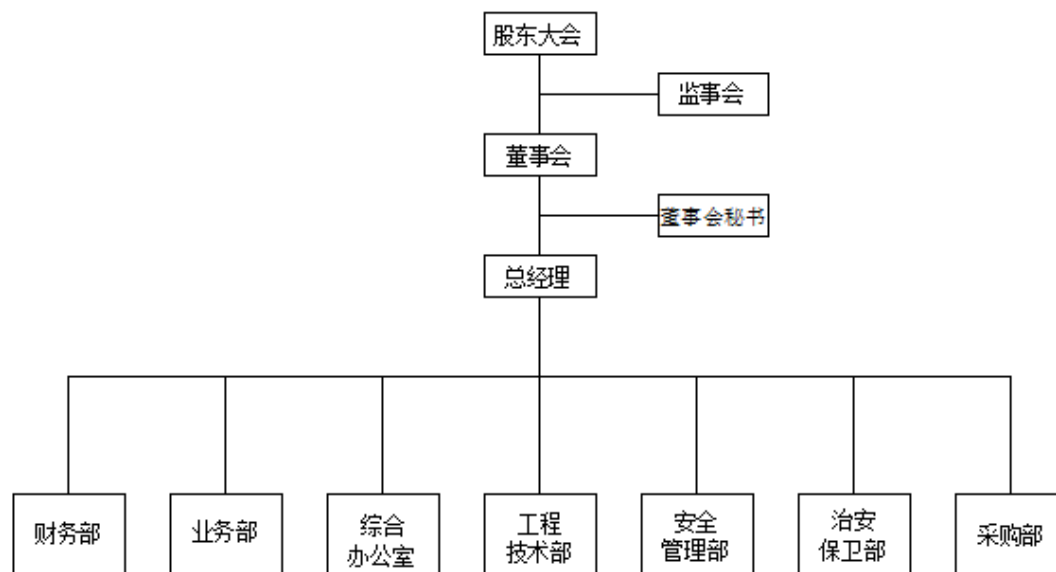 股东大会
监事会
董事会
董事会秘书
总经理
财务部
业务部
综合
办公室
工程
技术部
安全
管理部
治安
保卫部
采购部